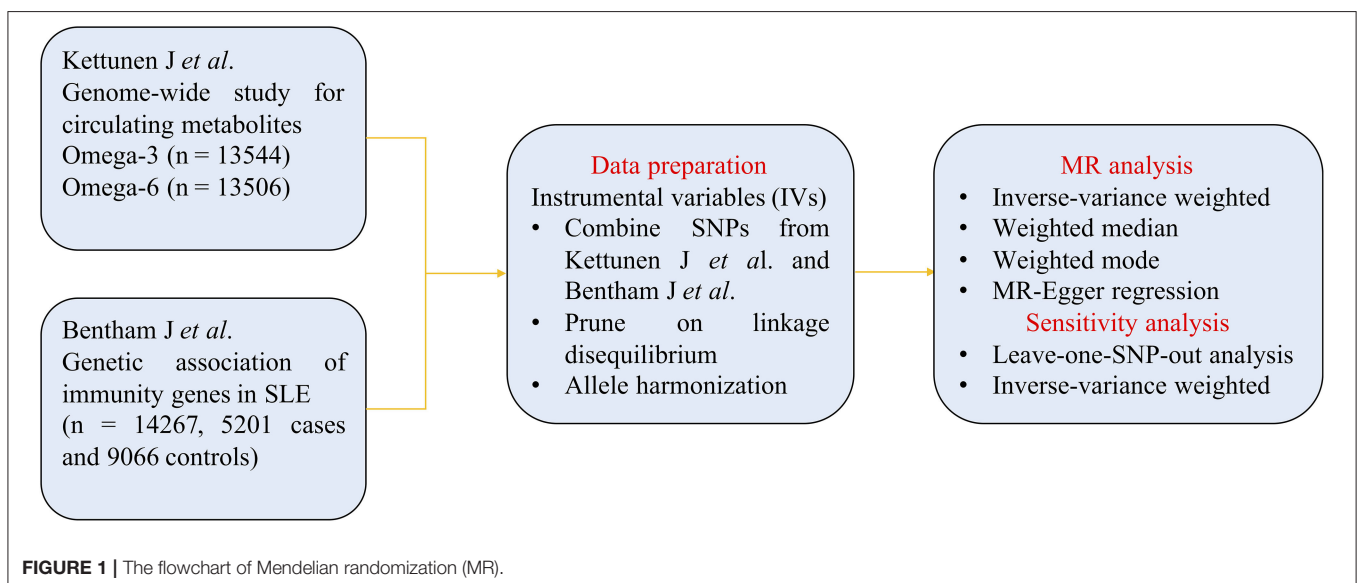 Kettunen J et al.
Genome-wide study for
circulating metabolites
Omega-3 (n = 13544)
Omega-6 (n = 13506)
Bentham J et al.
Genetic association of
immunity genes in SLE
(n = 14267, 5201 cases
and 9066 controls)
Data preparation
Instrumental variables (IVs)
• Combine SNPs from
Kettunen J et al. and
Bentham J et al.
• Prune on linkage
disequilibrium
• Allele harmonization
MR analysis
• Inverse-variance weighted
• Weighted median
• Weighted mode
• MR-Egger regression
Sensitivity analysis
• Leave-one-SNP-out analysis
• Inverse-variance weighted
FIGURE 1 | The flowchart of Mendelian randomization (MR).